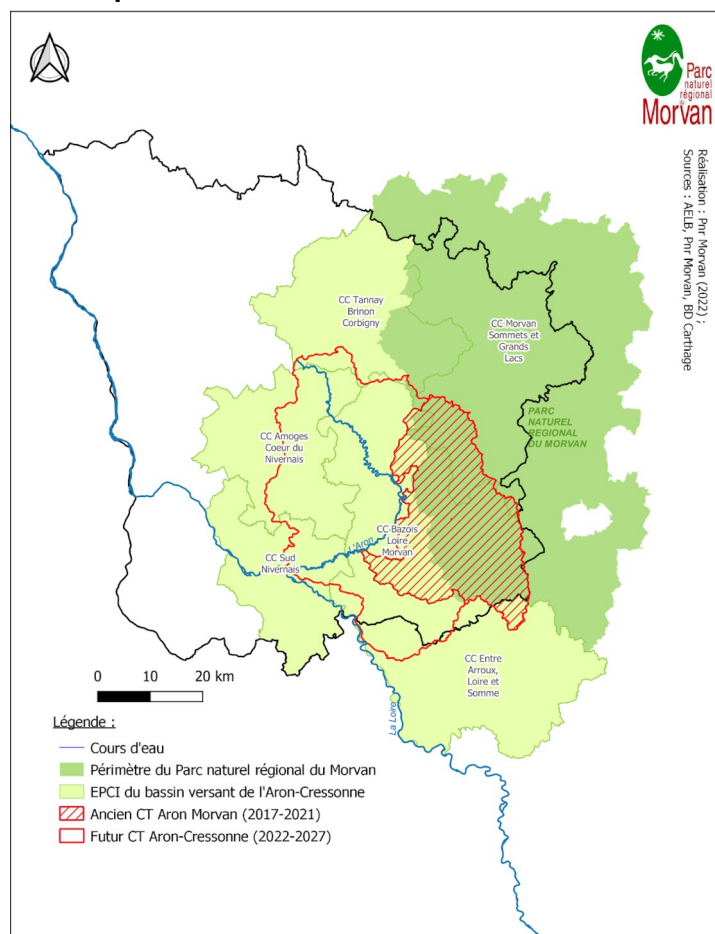 Parc
naturel
régional
du
Morvan
Réalisation : Pnr Morvan (2022) ;
Sources : AELB, Pnr Morvan, BD Carthage
CC Tannay
Brinon
Corbigny
CC Morvan
Sommets et
Grands
Lacs
PARC
NATUREL
REGIONAL
DU MORVAN
CC Amoges
Coeur du
Nivernais
CC Bazois
Loire
Morvan
L'Aron
CC Sud
Nivernais
CC Entre
Arroux,
Loire et
Somme
La Loire
0 10 20 km
Légende :
Cours d'eau
Périmètre du Parc naturel régional du Morvan
EPCI du bassin versant de l'Aron-Cressonne
Ancien CT Aron Morvan (2017-2021)
Futur CT Aron-Cressonne (2022-2027)